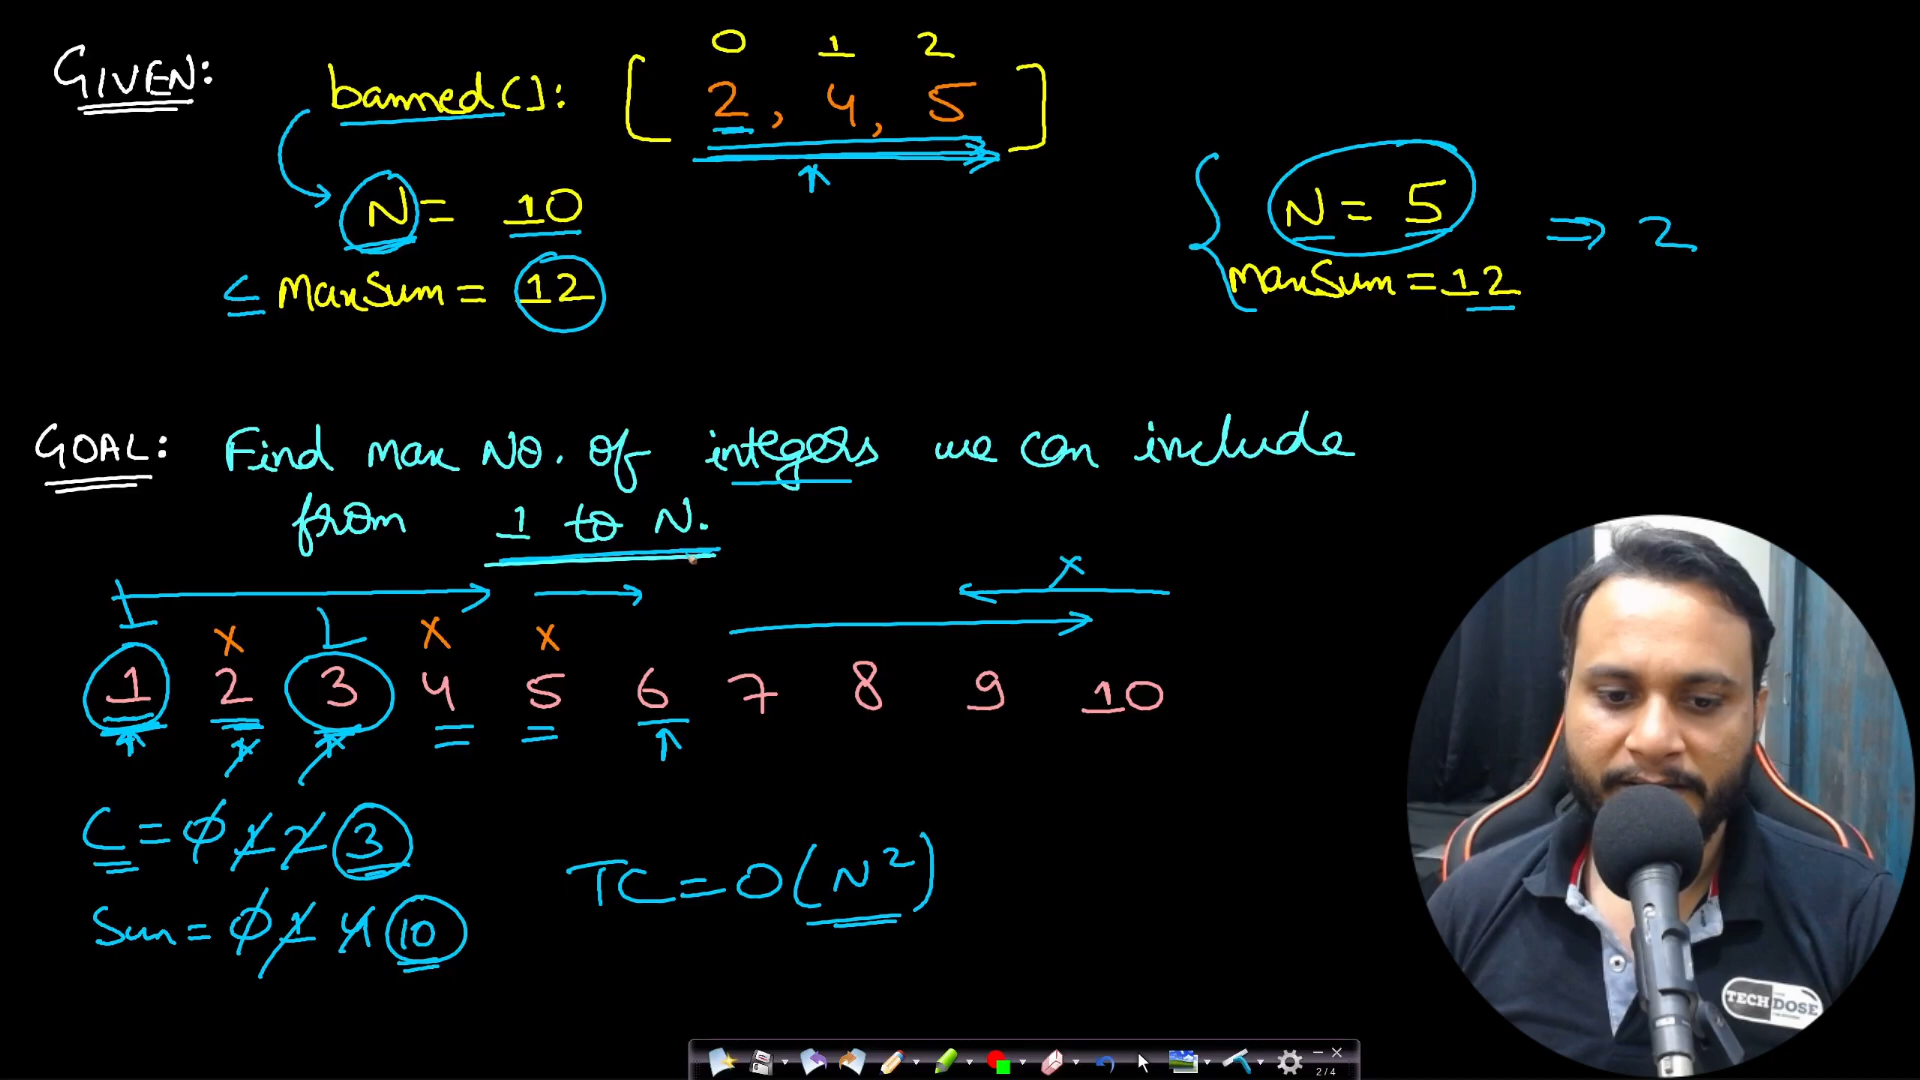 GIVEN:
banned[]: [2, 4, 5]
0 1 2
N = 10
≤ MaxSum = 12
N = 5
maxSum = 12
⇒ 2
GOAL: Find max NO. of integers we can include
from 1 to N.
X X X X
1 2 3 4 5 6 7 8 9 10
C = 0 1 2 3
Sum = 0 1 4 10
TC = O(N²)
TECH DOSE
2/4